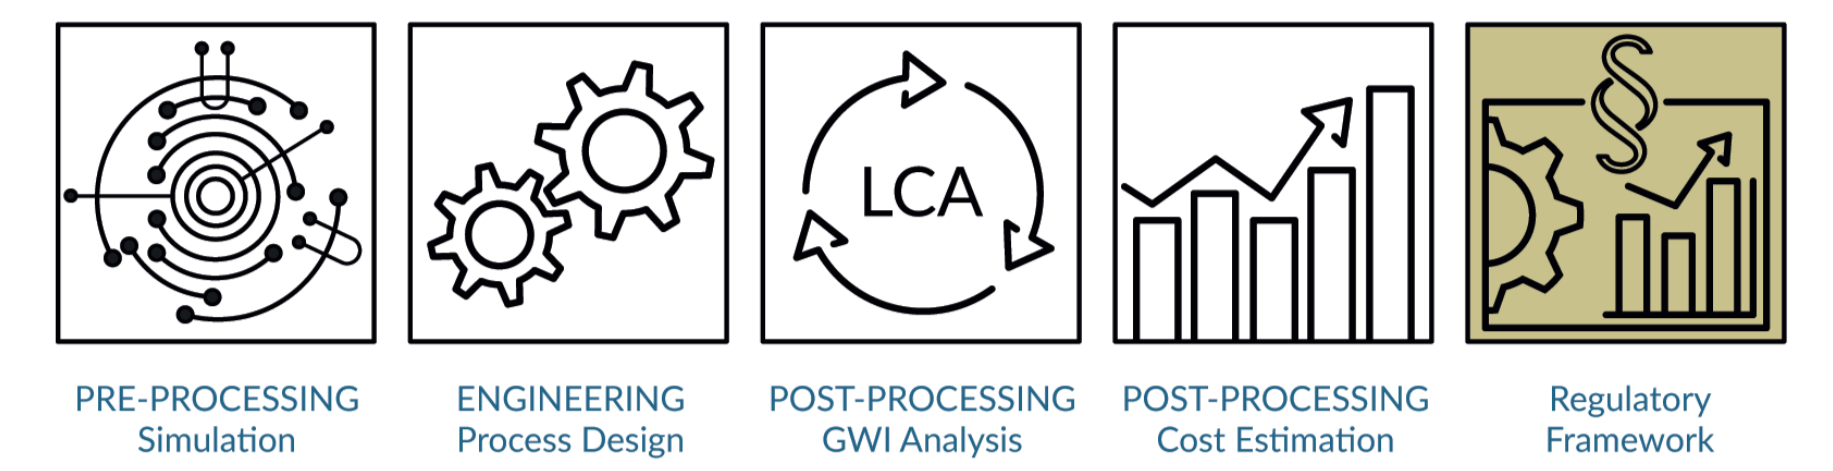 LCA
§
PRE-PROCESSING
Simulation
ENGINEERING
Process Design
POST-PROCESSING
GWI Analysis
POST-PROCESSING
Cost Estimation
Regulatory
Framework